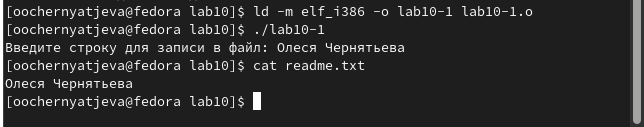 [oochernyatjeva@fedora lab10]$ ld -m elf_i386 -o lab10-1 lab10-1.o
[oochernyatjeva@fedora lab10]$ ./lab10-1
Введите строку для записи в файл: Олеся Чернятьева
[oochernyatjeva@fedora lab10]$ cat readme.txt
Олеся Чернятьева
[oochernyatjeva@fedora lab10]$